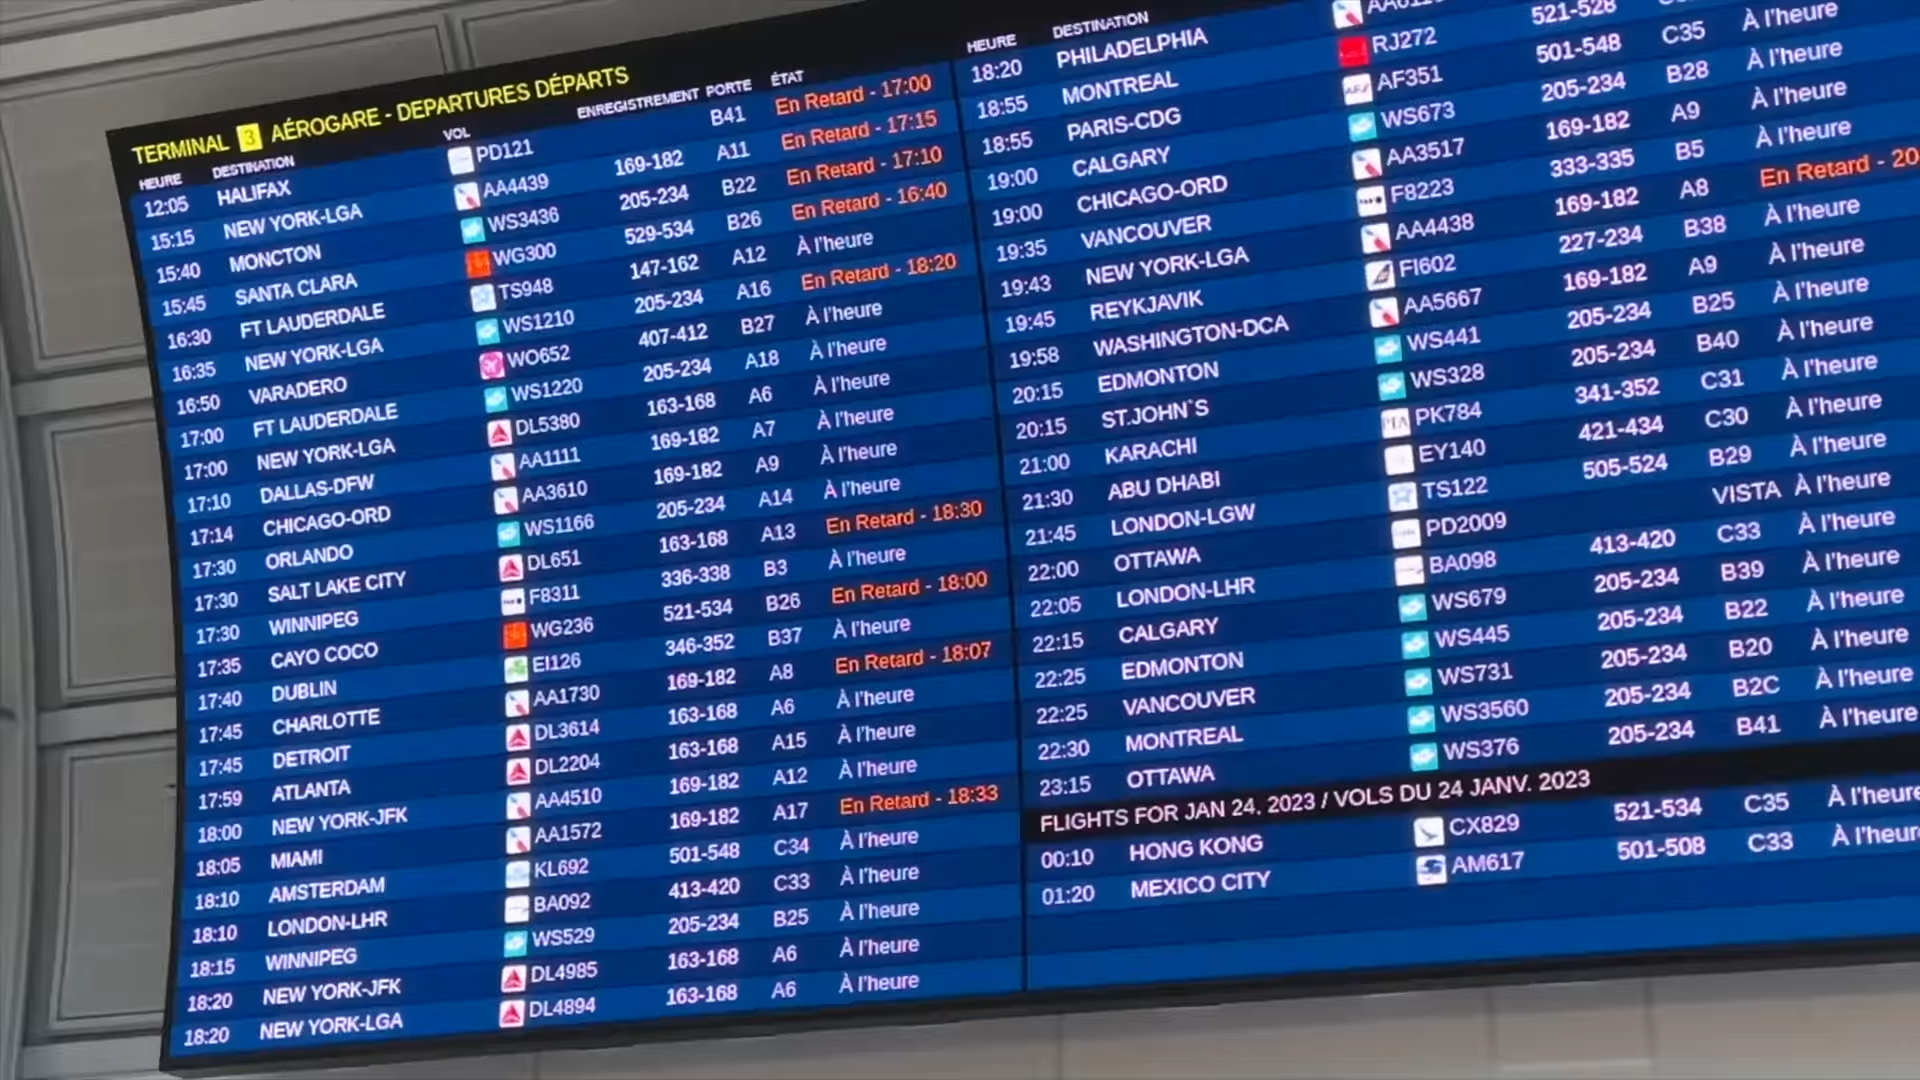 TERMINAL 3 AÉROGARE - DEPARTURES DÉPARTS
HEURE DESTINATION VOL ENREGISTREMENT PORTE ÉTAT
12:05 HALIFAX PD121 B41 En Retard - 17:00
15:15 NEW YORK-LGA AA4439 169-182 A11 En Retard - 17:15
15:40 MONCTON WS3436 205-234 B22 En Retard - 17:10
15:45 SANTA CLARA WG300 529-534 B26 En Retard - 16:40
16:30 FT LAUDERDALE TS948 147-162 A12 À l'heure
16:35 NEW YORK-LGA WS1210 205-234 A16 En Retard - 18:20
16:50 VARADERO WO652 407-412 B27 À l'heure
17:00 FT LAUDERDALE WS1220 205-234 A18 À l'heure
17:00 NEW YORK-LGA DL5380 163-168 A6 À l'heure
17:10 DALLAS-DFW AA1111 169-182 A7 À l'heure
17:14 CHICAGO-ORD AA3610 169-182 A9 À l'heure
17:30 ORLANDO WS1166 205-234 A14 À l'heure
17:30 SALT LAKE CITY DL651 163-168 A13 En Retard - 18:30
17:30 WINNIPEG F8311 336-338 B3 À l'heure
17:35 CAYO COCO WG236 521-534 B26 En Retard - 18:00
17:40 DUBLIN EI126 346-352 B37 À l'heure
17:45 CHARLOTTE AA1730 169-182 A8 En Retard - 18:07
17:45 DETROIT DL3614 163-168 A6 À l'heure
17:59 ATLANTA DL2204 163-168 A15 À l'heure
18:00 NEW YORK-JFK AA4510 169-182 A12 À l'heure
18:05 MIAMI AA1572 169-182 A17 En Retard - 18:33
18:10 AMSTERDAM KL692 501-548 C34 À l'heure
18:10 LONDON-LHR BA092 413-420 C33 À l'heure
18:15 WINNIPEG WS529 205-234 B25 À l'heure
18:20 NEW YORK-JFK DL4985 163-168 A6 À l'heure
18:20 NEW YORK-LGA DL4894 163-168 A6 À l'heure
HEURE DESTINATION
18:20 PHILADELPHIA
18:55 MONTREAL RJ272 521-528
18:55 PARIS-CDG AF351 501-548 C35 À l'heure
19:00 CALGARY WS673 205-234 B28 À l'heure
19:00 CHICAGO-ORD AA3517 169-182 A9 À l'heure
19:35 VANCOUVER F8223 333-335 B5 À l'heure
19:43 NEW YORK-LGA AA4438 169-182 A8 En Retard - 20
19:45 REYKJAVIK FI602 227-234 B38 À l'heure
19:58 WASHINGTON-DCA AA5667 169-182 A9 À l'heure
20:15 EDMONTON WS441 205-234 B25 À l'heure
20:15 ST.JOHN`S WS328 205-234 B40 À l'heure
21:00 KARACHI PK784 341-352 C31 À l'heure
21:30 ABU DHABI EY140 421-434 C30 À l'heure
21:45 LONDON-LGW TS122 505-524 B29 À l'heure
22:00 OTTAWA PD2009 VISTA À l'heure
22:05 LONDON-LHR BA098 413-420 C33 À l'heure
22:15 CALGARY WS679 205-234 B39 À l'heure
22:25 EDMONTON WS445 205-234 B22 À l'heure
22:25 VANCOUVER WS731 205-234 B20 À l'heure
22:30 MONTREAL WS3560 205-234 B2C À l'heure
23:15 OTTAWA WS376 205-234 B41 À l'heure
FLIGHTS FOR JAN 24, 2023 / VOLS DU 24 JANV. 2023
00:10 HONG KONG CX829 521-534 C35 À l'heure
01:20 MEXICO CITY AM617 501-508 C33 À l'heure